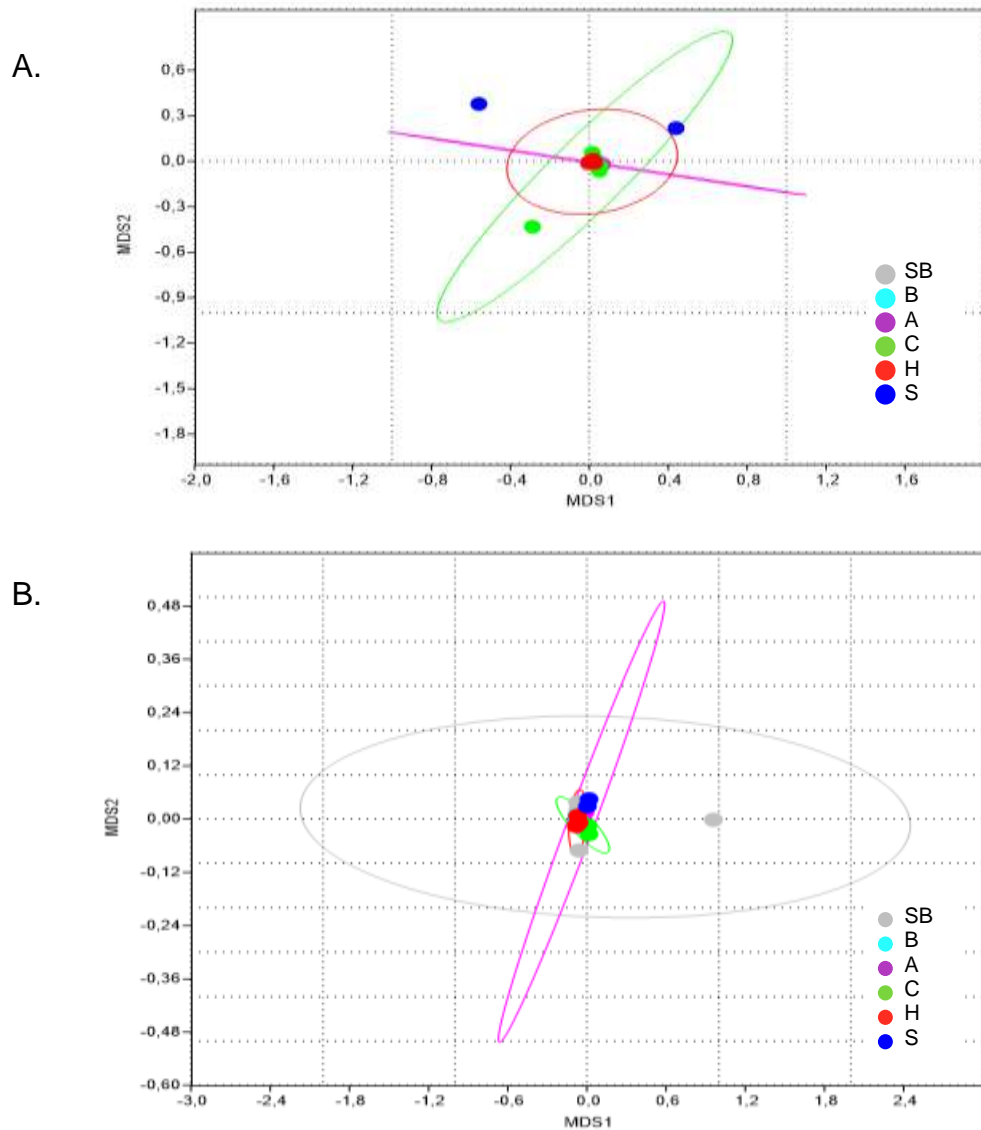 A.
0,6
0,3
0,0
-0,3
-0,6
-0,9
-1,2
-1,5
-1,8
MDS2
SB
B
A
C
H
S
-2,0 -1,6 -1,2 -0,8 -0,4 0,0 0,4 0,8 1,2 1,6
MDS1
B.
0,48
0,36
0,24
0,12
0,00
-0,12
-0,24
-0,36
-0,48
-0,60
MDS2
SB
B
A
C
H
S
-3,0 -2,4 -1,8 -1,2 -0,6 0,0 0,6 1,2 1,8 2,4
MDS1